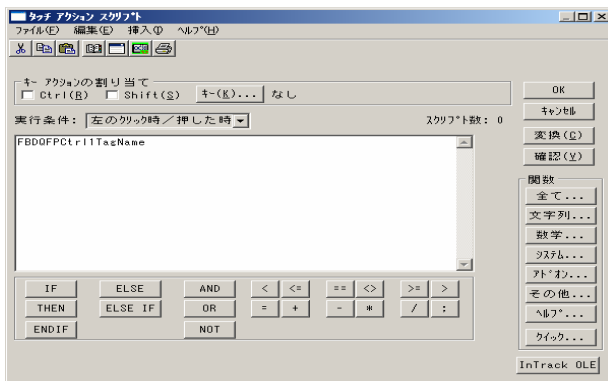 タッチ アクション スクリプト
ファイル(F) 編集(E) 挿入(I) ヘルプ(H)
キー アクションの割り当て
Ctrl(R) Shift(S) キー(K)... なし
OK
キャンセル
変換(C)
確認(V)
実行条件: 左のクリック時／押した時 スクリプト数: 0
FBDQFPCtrl1TagName
関数
全て...
文字列...
数学...
システム...
アドオン...
その他...
ヘルプ...
クイック...
IF ELSE AND < <= == <> >= >
THEN ELSE IF OR = + - * / ;
ENDIF NOT
InTrack OLE